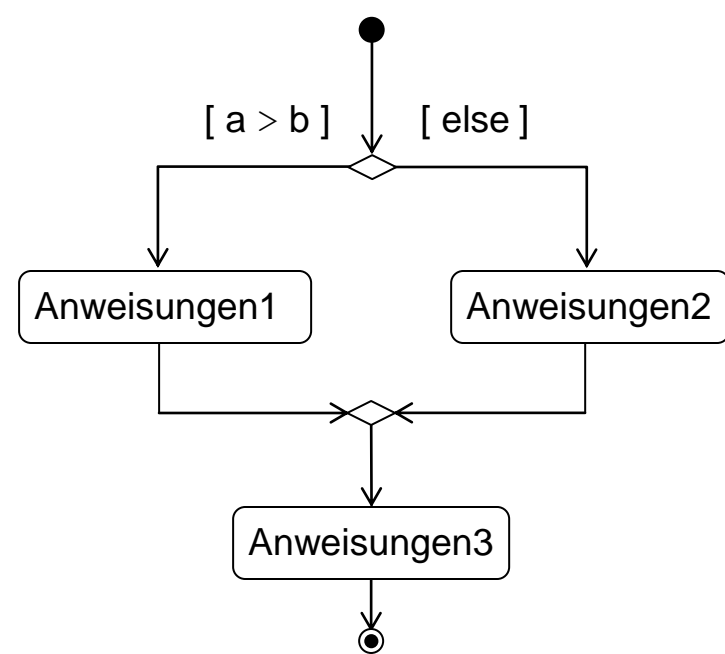 [ a > b ] [ else ]
Anweisungen1 Anweisungen2
Anweisungen3